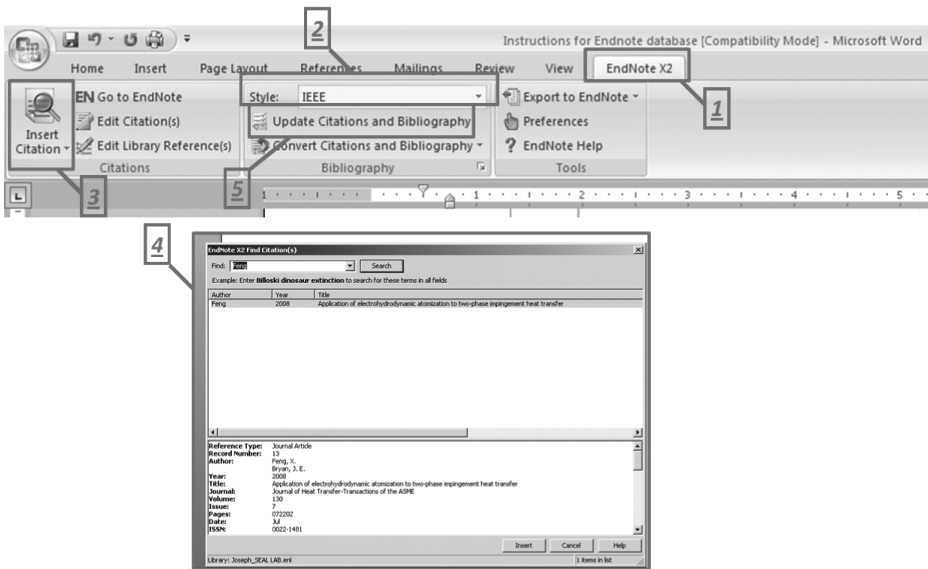 2
Instructions for Endnote database [Compatibility Mode] - Microsoft Word
Home Insert Page Layout References Mailings Review View EndNote X2
1
EN Go to EndNote
Edit Citation(s)
Edit Library Reference(s)
Insert
Citation
Citations
3
Style: IEEE
Update Citations and Bibliography
Convert Citations and Bibliography
Bibliography
5
Export to EndNote
Preferences
? EndNote Help
Tools
L
1 1 2 3 4 5
4
EndNote X2 Find Citation(s)
Find: Feng Search
Example: Enter Billoski dinosaur extinction to search for these terms in all fields
Author Year Title
Feng 2008 Application of electrohydrodynamic atomization to two-phase impingement heat transfer
Reference Type: Journal Article
Record Number: 13
Author: Feng, X.
Bryan, J. E.
Year: 2008
Title: Application of electrohydrodynamic atomization to two-phase impingement heat transfer
Journal: Journal of Heat Transfer-Transactions of the ASME
Volume: 130
Issue: 7
Pages: 072202
Date: Jul
ISSN: 0022-1481
Insert Cancel Help
Library: Joseph_SEAL LAB.enl 1 items in list